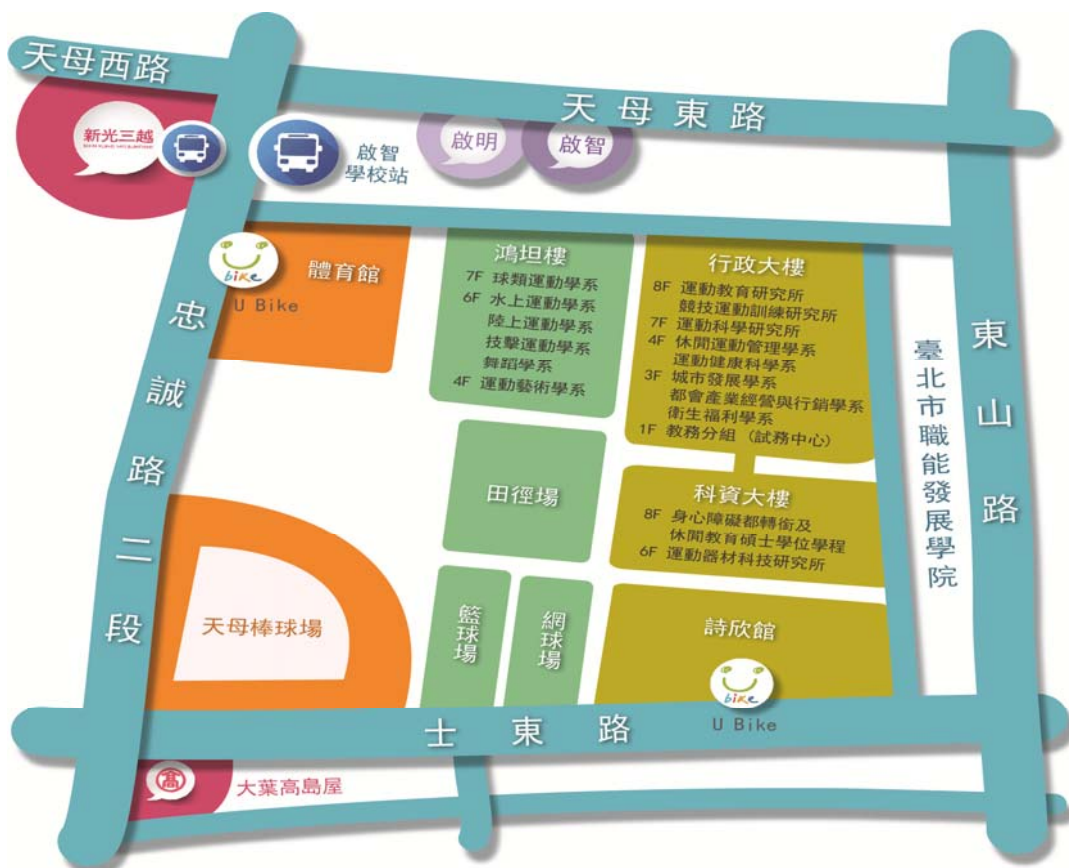 天母西路
天母東路
新光三越
啟智
學校站
啟明
啟智
bike
U Bike
體育館
鴻坦樓
7F 球類運動學系
6F 水上運動學系
陸上運動學系
技擊運動學系
舞蹈學系
4F 運動藝術學系
行政大樓
8F 運動教育研究所
競技運動訓練研究所
7F 運動科學研究所
4F 休閒運動管理學系
運動健康科學系
3F 城市發展學系
都會產業經營與行銷學系
衛生福利學系
1F 教務分組（試務中心）
忠誠路二段
東山路
臺北市職能發展學院
田徑場
科資大樓
8F 身心障礙都轉銜及
休閒教育碩士學位學程
6F 運動器材科技研究所
天母棒球場
籃球場
網球場
詩欣館
bike
U Bike
士東路
高
大葉高島屋